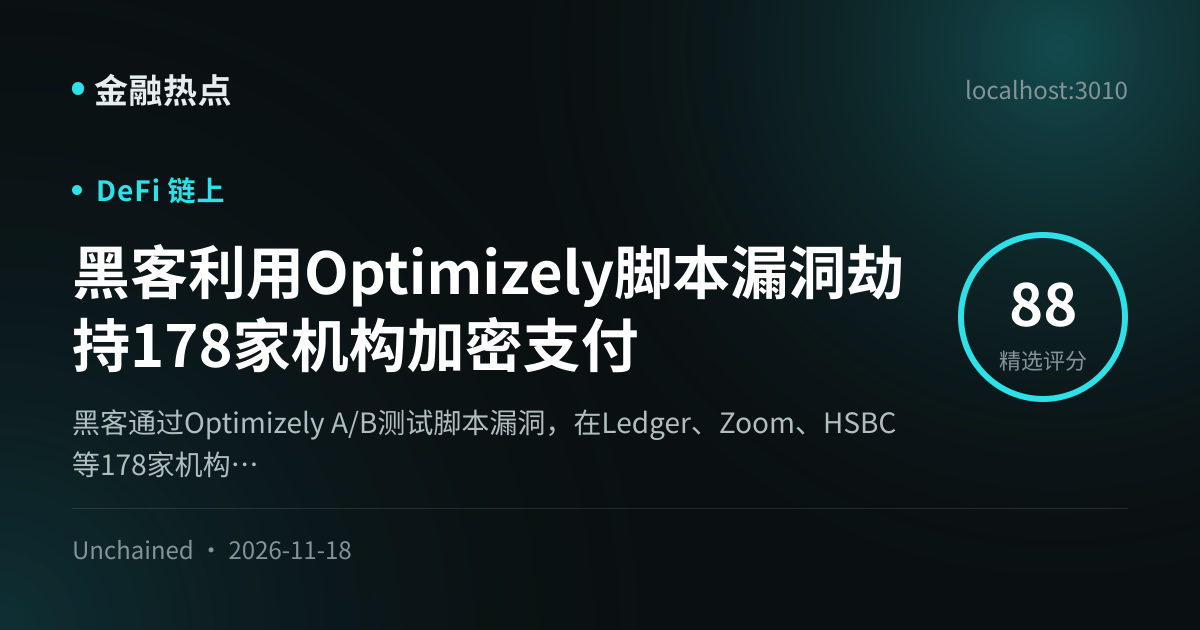 金融热点
localhost:3010
DeFi 链上
黑客利用Optimizely脚本漏洞劫
持178家机构加密支付
88
精选评分
黑客通过Optimizely A/B测试脚本漏洞，在Ledger、Zoom、HSBC
等178家机构…
Unchained • 2026-11-18